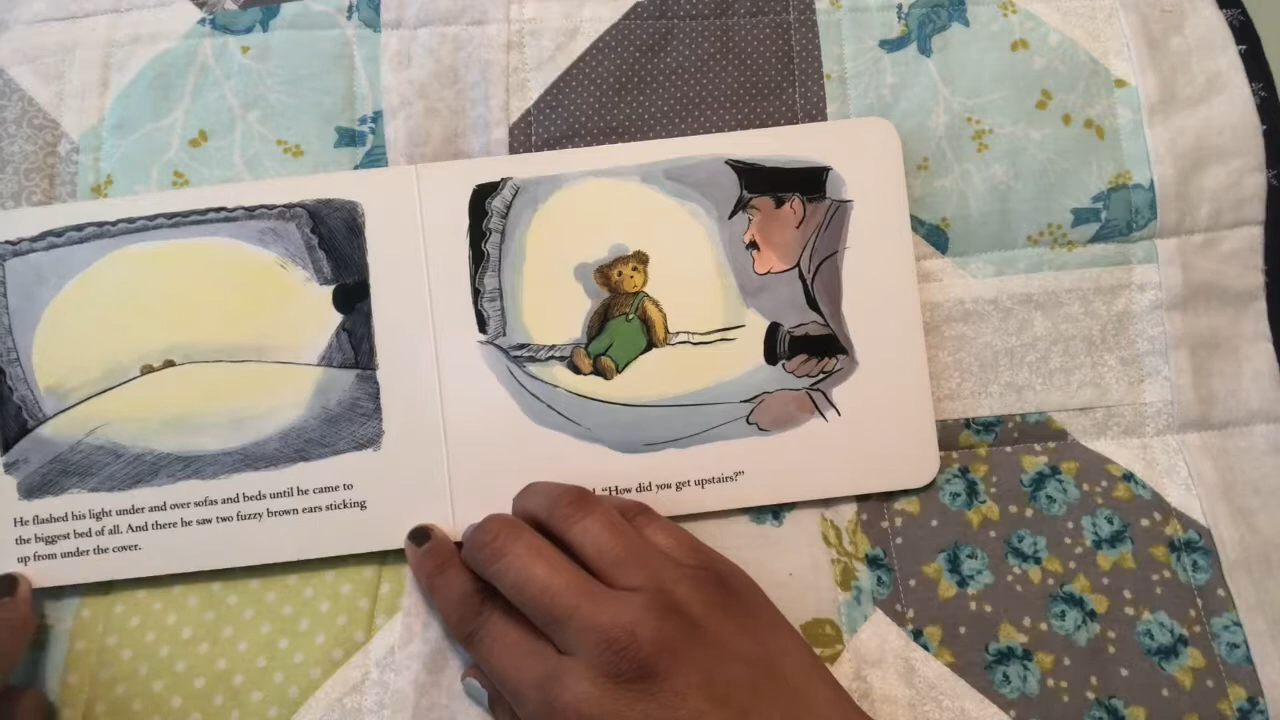 He flashed his light under and over sofas and beds until he came to
the biggest bed of all. And there he saw two fuzzy brown ears sticking
up from under the cover.
“How did you get upstairs?”